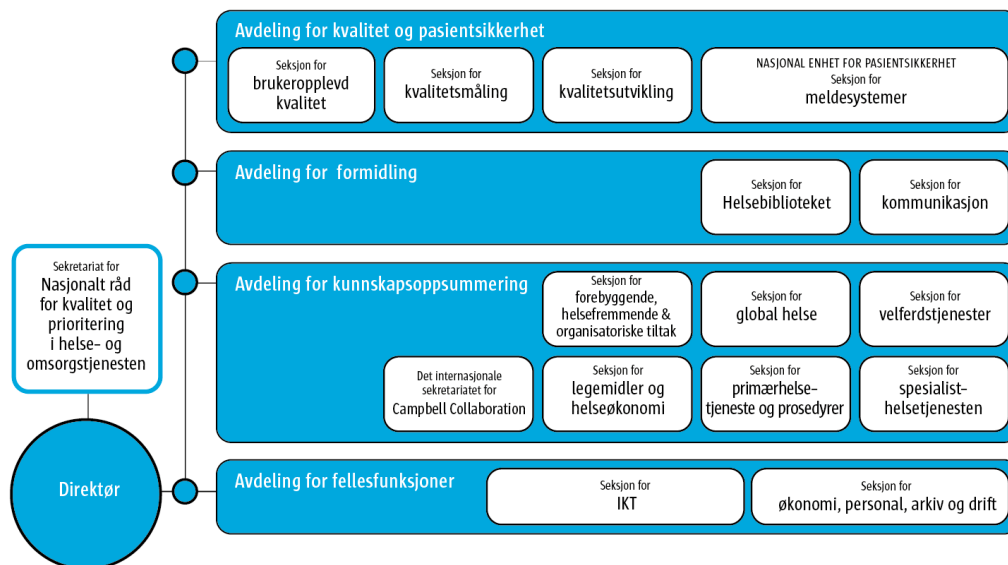 Avdeling for kvalitet og pasientsikkerhet
Seksjon for
brukeropplevd
kvalitet
Seksjon for
kvalitetsmåling
Seksjon for
kvalitetsutvikling
NASJONAL ENHET FOR PASIENTSIKKERHET
Seksjon for
meldesystemer
Avdeling for formidling
Seksjon for
Helsebiblioteket
Seksjon for
kommunikasjon
Sekretariat for
Nasjonalt råd
for kvalitet og
prioritering
i helse- og
omsorgstjenesten
Avdeling for kunnskapsoppsummering
Seksjon for
forebyggende,
helsefremmende &
organisatoriske tiltak
Seksjon for
global helse
Seksjon for
velferdstjenester
Det internasjonale
sekretariatet for
Campbell Collaboration
Seksjon for
legemidler og
helseøkonomi
Seksjon for
primærhelse-
tjeneste og prosedyrer
Seksjon for
spesialist-
helsetjenesten
Direktør
Avdeling for fellesfunksjoner
Seksjon for
IKT
Seksjon for
økonomi, personal, arkiv og drift